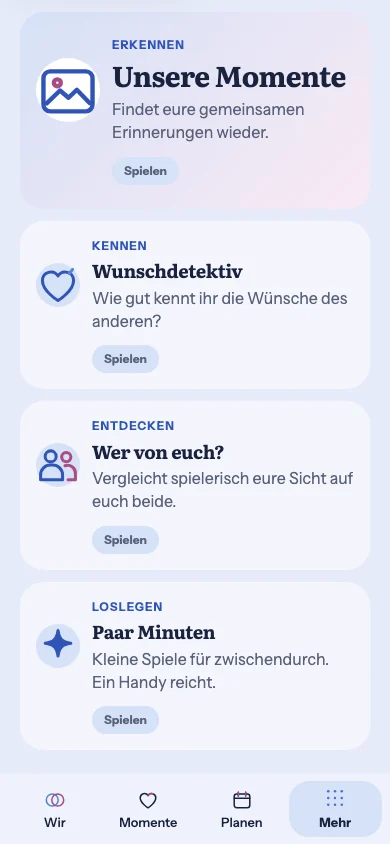 ERKENNEN
Unsere Momente
Findet eure gemeinsamen
Erinnerungen wieder.
Spielen
KENNEN
Wunschdetektiv
Wie gut kennt ihr die Wünsche des
anderen?
Spielen
ENTDECKEN
Wer von euch?
Vergleicht spielerisch eure Sicht auf
euch beide.
Spielen
LOSLEGEN
Paar Minuten
Kleine Spiele für zwischendurch.
Ein Handy reicht.
Spielen
Wir
Momente
Planen
Mehr